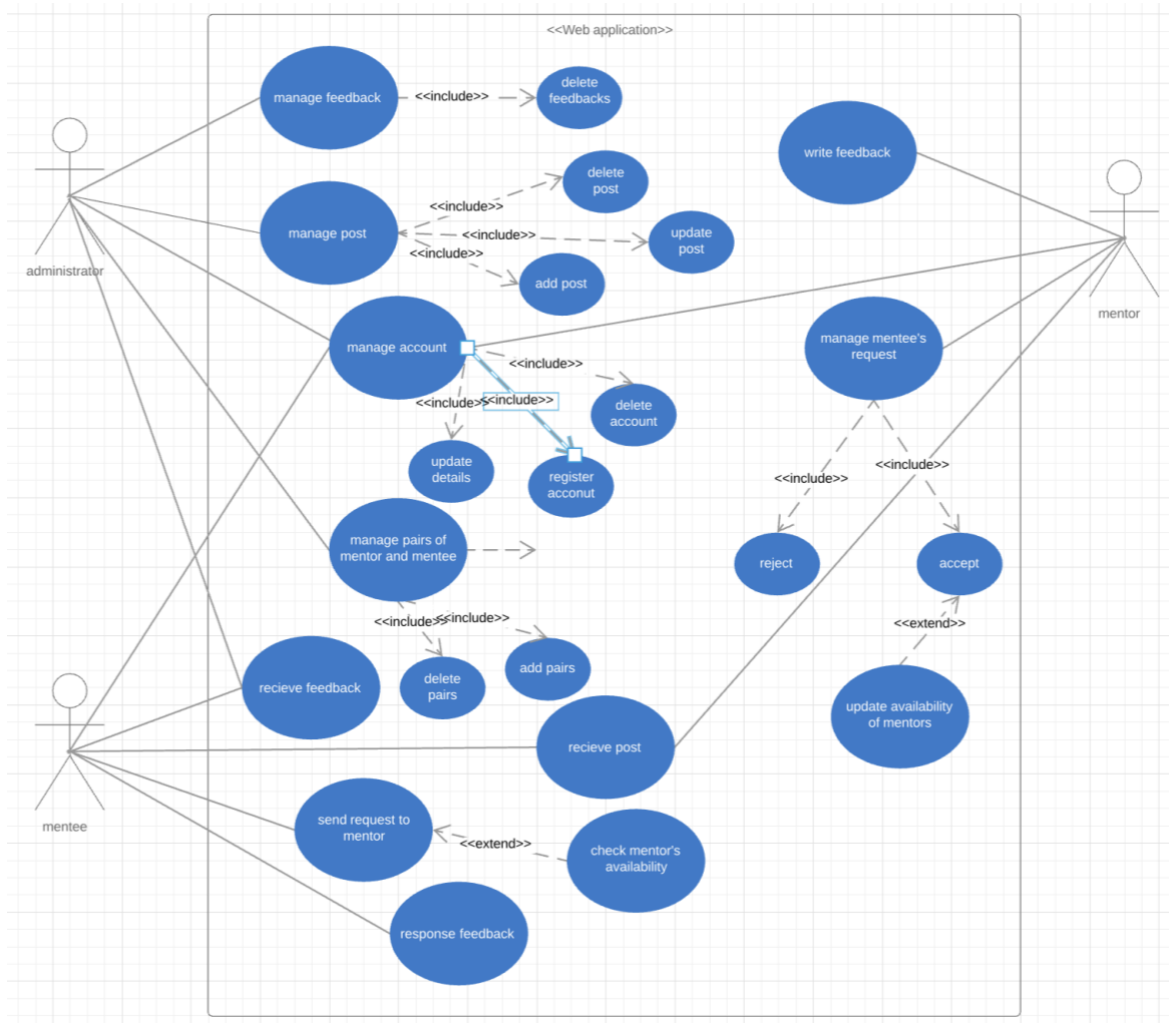 <<Web application>>
manage feedback
<<include>>
delete
feedbacks
write feedback
delete
post
<<include>>
manage post
<<include>>
update
post
<<include>>
add post
administrator
mentor
manage account
manage mentee's
request
<<include>>
<<include>>
<<include>>
delete
account
update
details
register
acconut
<<include>>
<<include>>
manage pairs of
mentor and mentee
reject
accept
<<include>>
<<include>>
<<extend>>
add pairs
delete
pairs
recieve feedback
update availability
of mentors
recieve post
mentee
send request to
mentor
<<extend>>
check mentor's
availability
response feedback